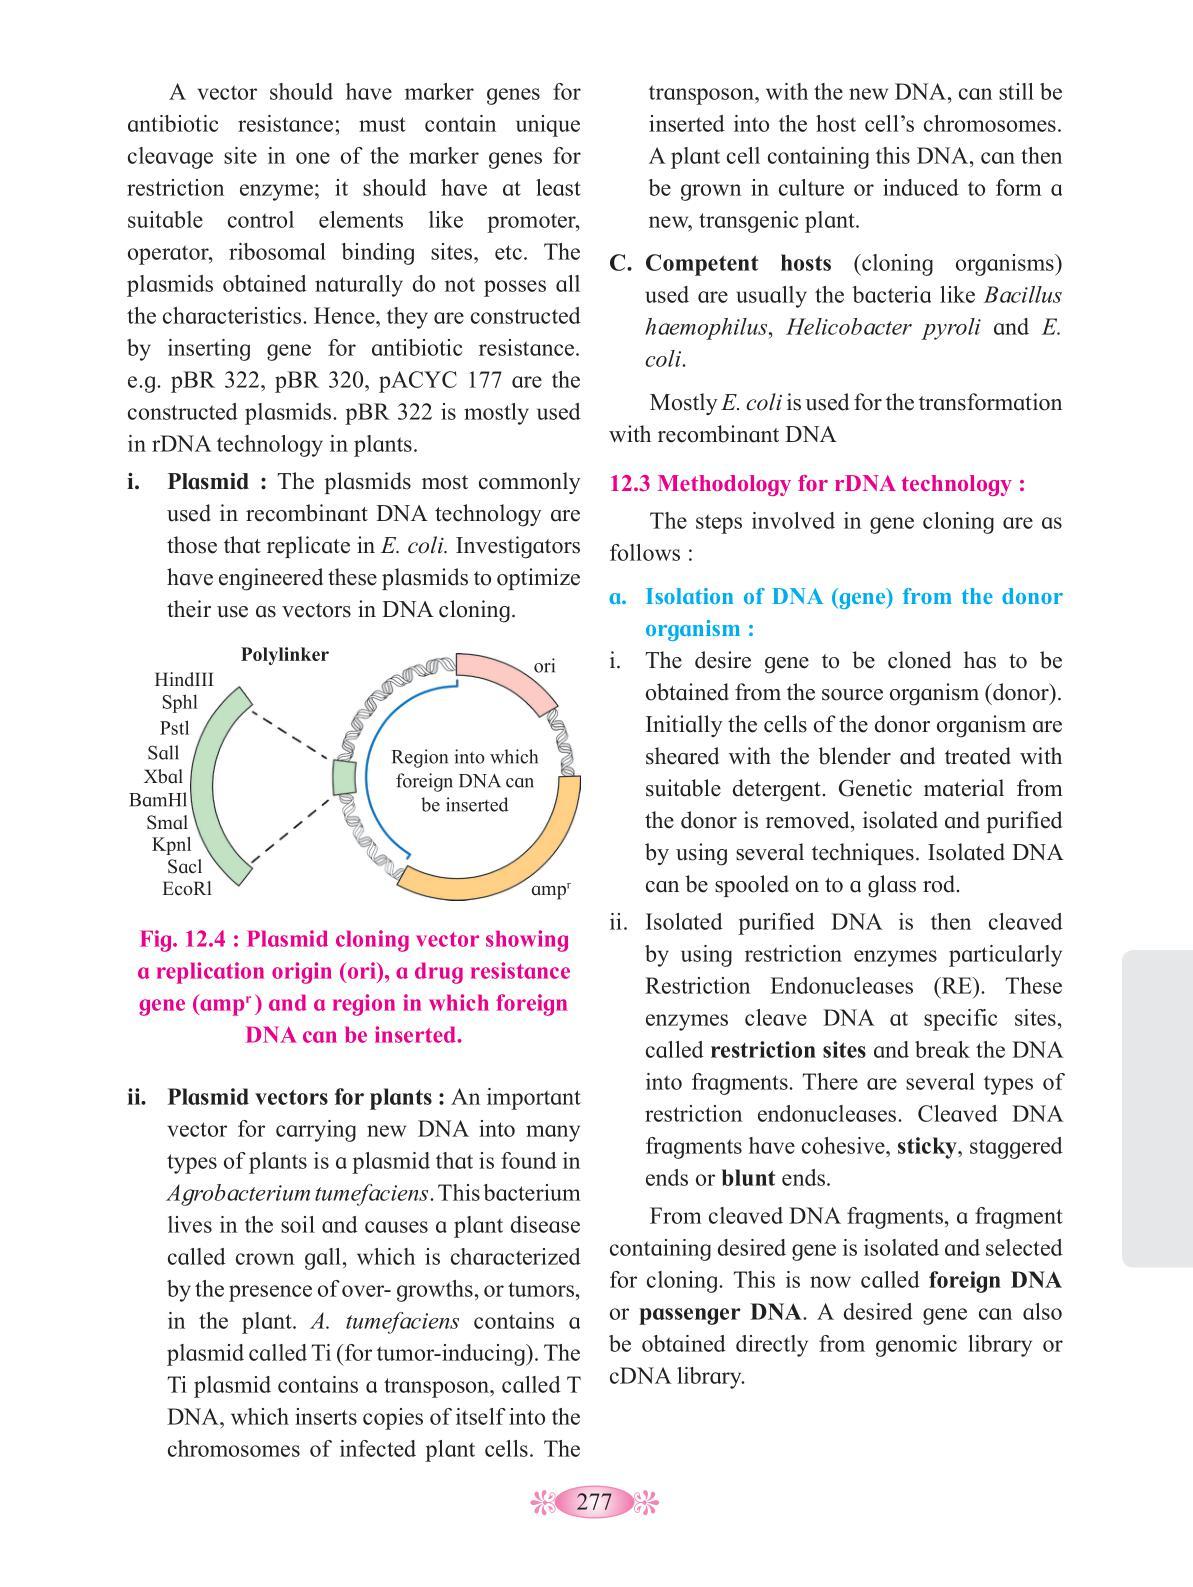 A vector should have marker genes for
antibiotic resistance; must contain unique
cleavage site in one of the marker genes for
restriction enzyme; it should have at least
suitable control elements like promoter,
operator, ribosomal binding sites, etc. The
plasmids obtained naturally do not posses all
the characteristics. Hence, they are constructed
by inserting gene for antibiotic resistance.
e.g. pBR 322, pBR 320, pACYC 177 are the
constructed plasmids. pBR 322 is mostly used
in rDNA technology in plants.
i. Plasmid : The plasmids most commonly
used in recombinant DNA technology are
those that replicate in E. coli. Investigators
have engineered these plasmids to optimize
their use as vectors in DNA cloning.
Polylinker
HindIII
Sphl
Pstl
Sall
Xbal
BamHl
Smal
Kpnl
Sacl
EcoRl
ori
Region into which
foreign DNA can
be inserted
ampʳ
Fig. 12.4 : Plasmid cloning vector showing
a replication origin (ori), a drug resistance
gene (ampʳ ) and a region in which foreign
DNA can be inserted.
ii. Plasmid vectors for plants : An important
vector for carrying new DNA into many
types of plants is a plasmid that is found in
Agrobacterium tumefaciens. This bacterium
lives in the soil and causes a plant disease
called crown gall, which is characterized
by the presence of over- growths, or tumors,
in the plant. A. tumefaciens contains a
plasmid called Ti (for tumor-inducing). The
Ti plasmid contains a transposon, called T
DNA, which inserts copies of itself into the
chromosomes of infected plant cells. The
transposon, with the new DNA, can still be
inserted into the host cell’s chromosomes.
A plant cell containing this DNA, can then
be grown in culture or induced to form a
new, transgenic plant.
C. Competent hosts (cloning organisms)
used are usually the bacteria like Bacillus
haemophilus, Helicobacter pyroli and E.
coli.
Mostly E. coli is used for the transformation
with recombinant DNA
12.3 Methodology for rDNA technology :
The steps involved in gene cloning are as
follows :
a. Isolation of DNA (gene) from the donor
organism :
i. The desire gene to be cloned has to be
obtained from the source organism (donor).
Initially the cells of the donor organism are
sheared with the blender and treated with
suitable detergent. Genetic material from
the donor is removed, isolated and purified
by using several techniques. Isolated DNA
can be spooled on to a glass rod.
ii. Isolated purified DNA is then cleaved
by using restriction enzymes particularly
Restriction Endonucleases (RE). These
enzymes cleave DNA at specific sites,
called restriction sites and break the DNA
into fragments. There are several types of
restriction endonucleases. Cleaved DNA
fragments have cohesive, sticky, staggered
ends or blunt ends.
From cleaved DNA fragments, a fragment
containing desired gene is isolated and selected
for cloning. This is now called foreign DNA
or passenger DNA. A desired gene can also
be obtained directly from genomic library or
cDNA library.
277